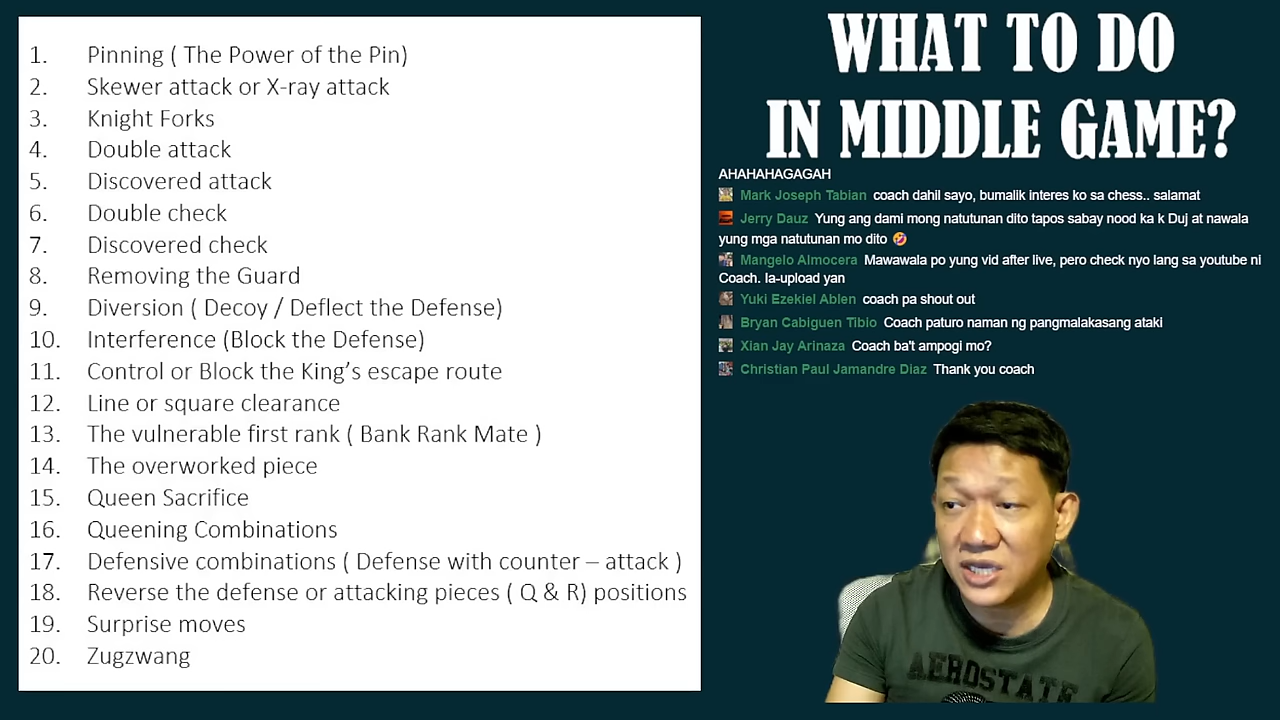 1. Pinning ( The Power of the Pin)
2. Skewer attack or X-ray attack
3. Knight Forks
4. Double attack
5. Discovered attack
6. Double check
7. Discovered check
8. Removing the Guard
9. Diversion ( Decoy / Deflect the Defense)
10. Interference (Block the Defense)
11. Control or Block the King’s escape route
12. Line or square clearance
13. The vulnerable first rank ( Bank Rank Mate )
14. The overworked piece
15. Queen Sacrifice
16. Queening Combinations
17. Defensive combinations ( Defense with counter – attack )
18. Reverse the defense or attacking pieces ( Q & R) positions
19. Surprise moves
20. Zugzwang
WHAT TO DO
IN MIDDLE GAME?
AHAHAHAGAGAH
Mark Joseph Tabian coach dahil sayo, bumalik interes ko sa chess.. salamat
Jerry Dauz Yung ang dami mong natutunan dito tapos sabay nood ka k Duj at nawala
yung mga natutunan mo dito 🤣
Mangelo Almocera Mawawala po yung vid after live, pero check nyo lang sa youtube ni
Coach. Ia-upload yan
Yuki Ezekiel Ablen coach pa shout out
Bryan Cabiguen Tibio Coach paturo naman ng pangmalakasang ataki
Xian Jay Arinaza Coach ba't ampogi mo?
Christian Paul Jamandre Diaz Thank you coach
AEROSTATE